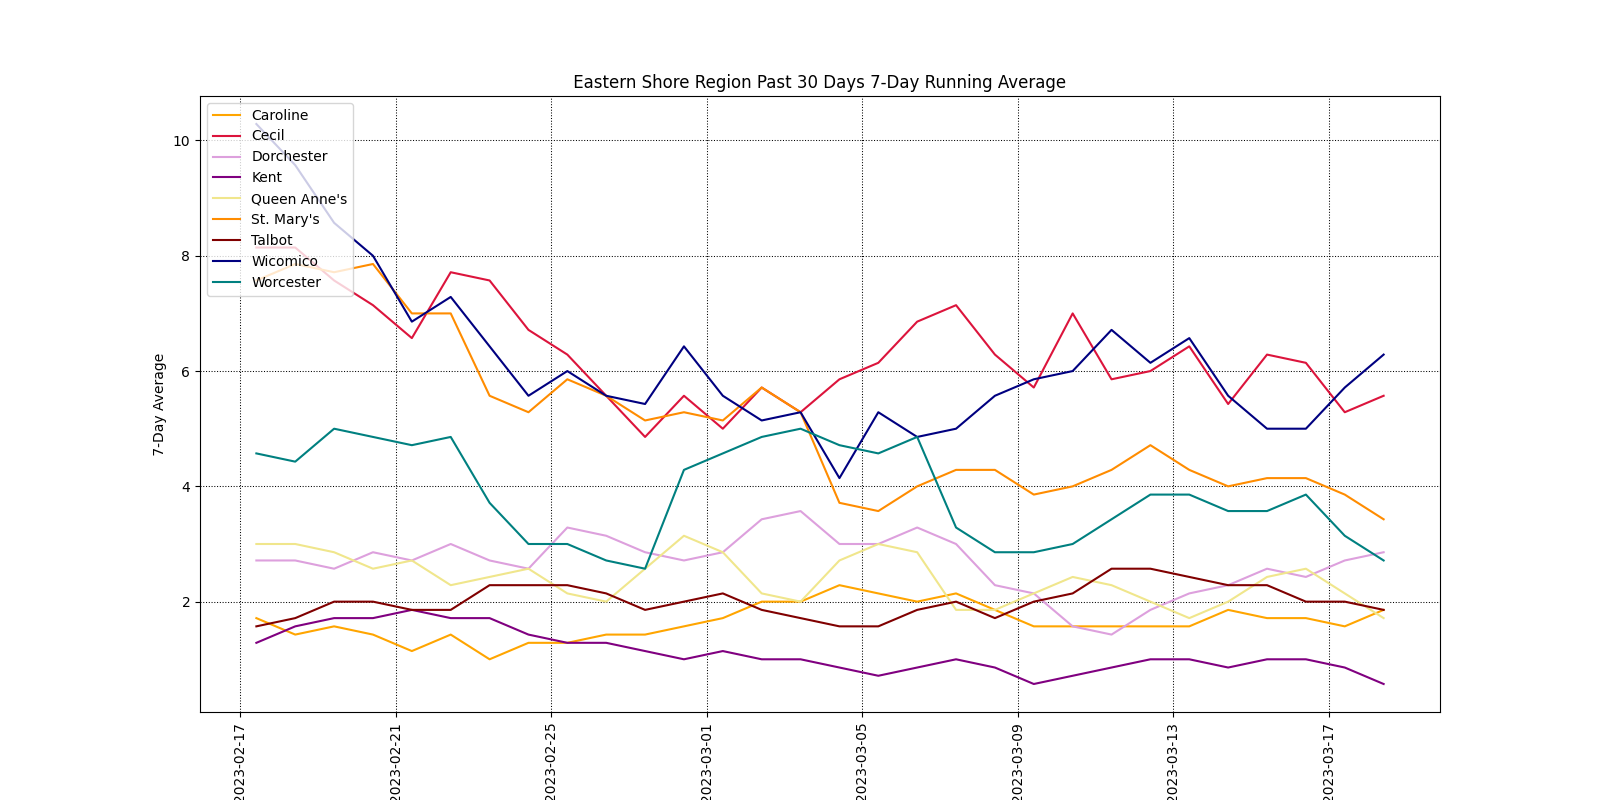 Eastern Shore Region Past 30 Days 7-Day Running Average
Caroline
Cecil
Dorchester
Kent
Queen Anne's
St. Mary's
Talbot
Wicomico
Worcester
10
8
6
4
2
7-Day Average
2023-02-17
2023-02-21
2023-02-25
2023-03-01
2023-03-05
2023-03-09
2023-03-13
2023-03-17